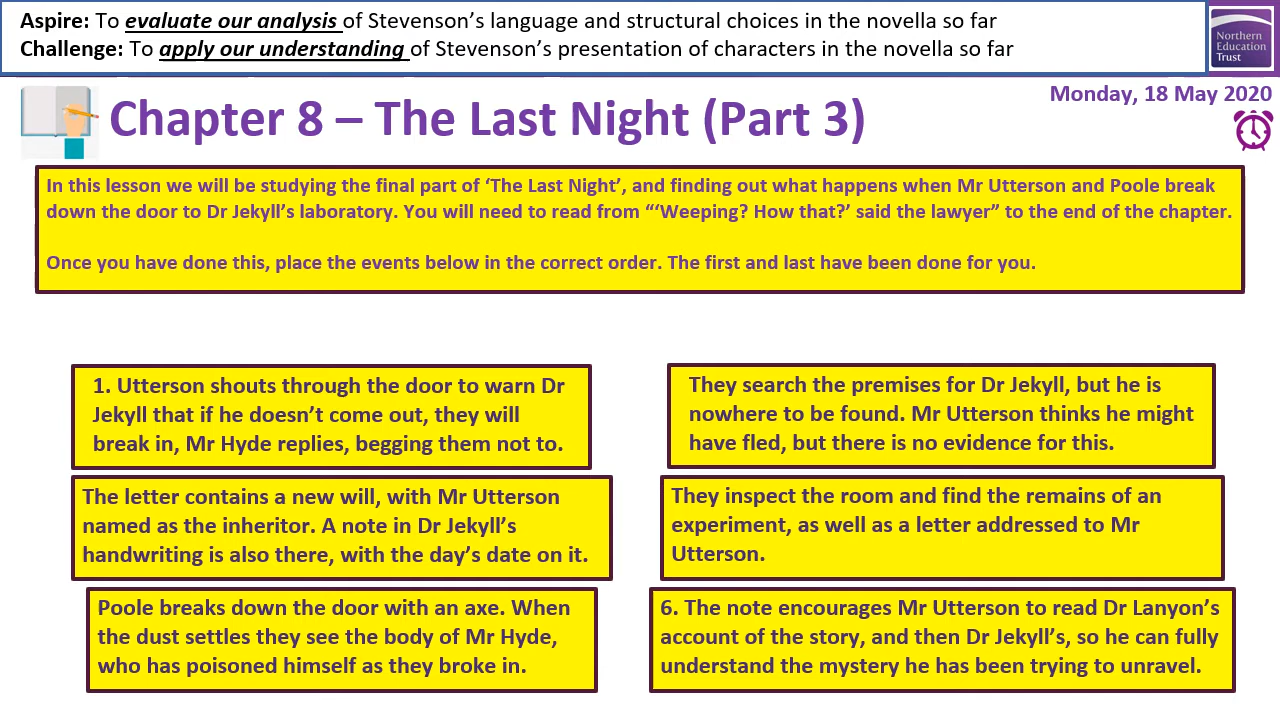 Aspire: To evaluate our analysis of Stevenson's language and structural choices in the novella so far
Challenge: To apply our understanding of Stevenson's presentation of characters in the novella so far
Northern
Education
Trust
Monday, 18 May 2020
Chapter 8 – The Last Night (Part 3)
In this lesson we will be studying the final part of ‘The Last Night’, and finding out what happens when Mr Utterson and Poole break
down the door to Dr Jekyll’s laboratory. You will need to read from “‘Weeping? How that?’ said the lawyer” to the end of the chapter.
Once you have done this, place the events below in the correct order. The first and last have been done for you.
1. Utterson shouts through the door to warn Dr
Jekyll that if he doesn’t come out, they will
break in, Mr Hyde replies, begging them not to.
They search the premises for Dr Jekyll, but he is
nowhere to be found. Mr Utterson thinks he might
have fled, but there is no evidence for this.
The letter contains a new will, with Mr Utterson
named as the inheritor. A note in Dr Jekyll’s
handwriting is also there, with the day’s date on it.
They inspect the room and find the remains of an
experiment, as well as a letter addressed to Mr
Utterson.
Poole breaks down the door with an axe. When
the dust settles they see the body of Mr Hyde,
who has poisoned himself as they broke in.
6. The note encourages Mr Utterson to read Dr Lanyon’s
account of the story, and then Dr Jekyll’s, so he can fully
understand the mystery he has been trying to unravel.